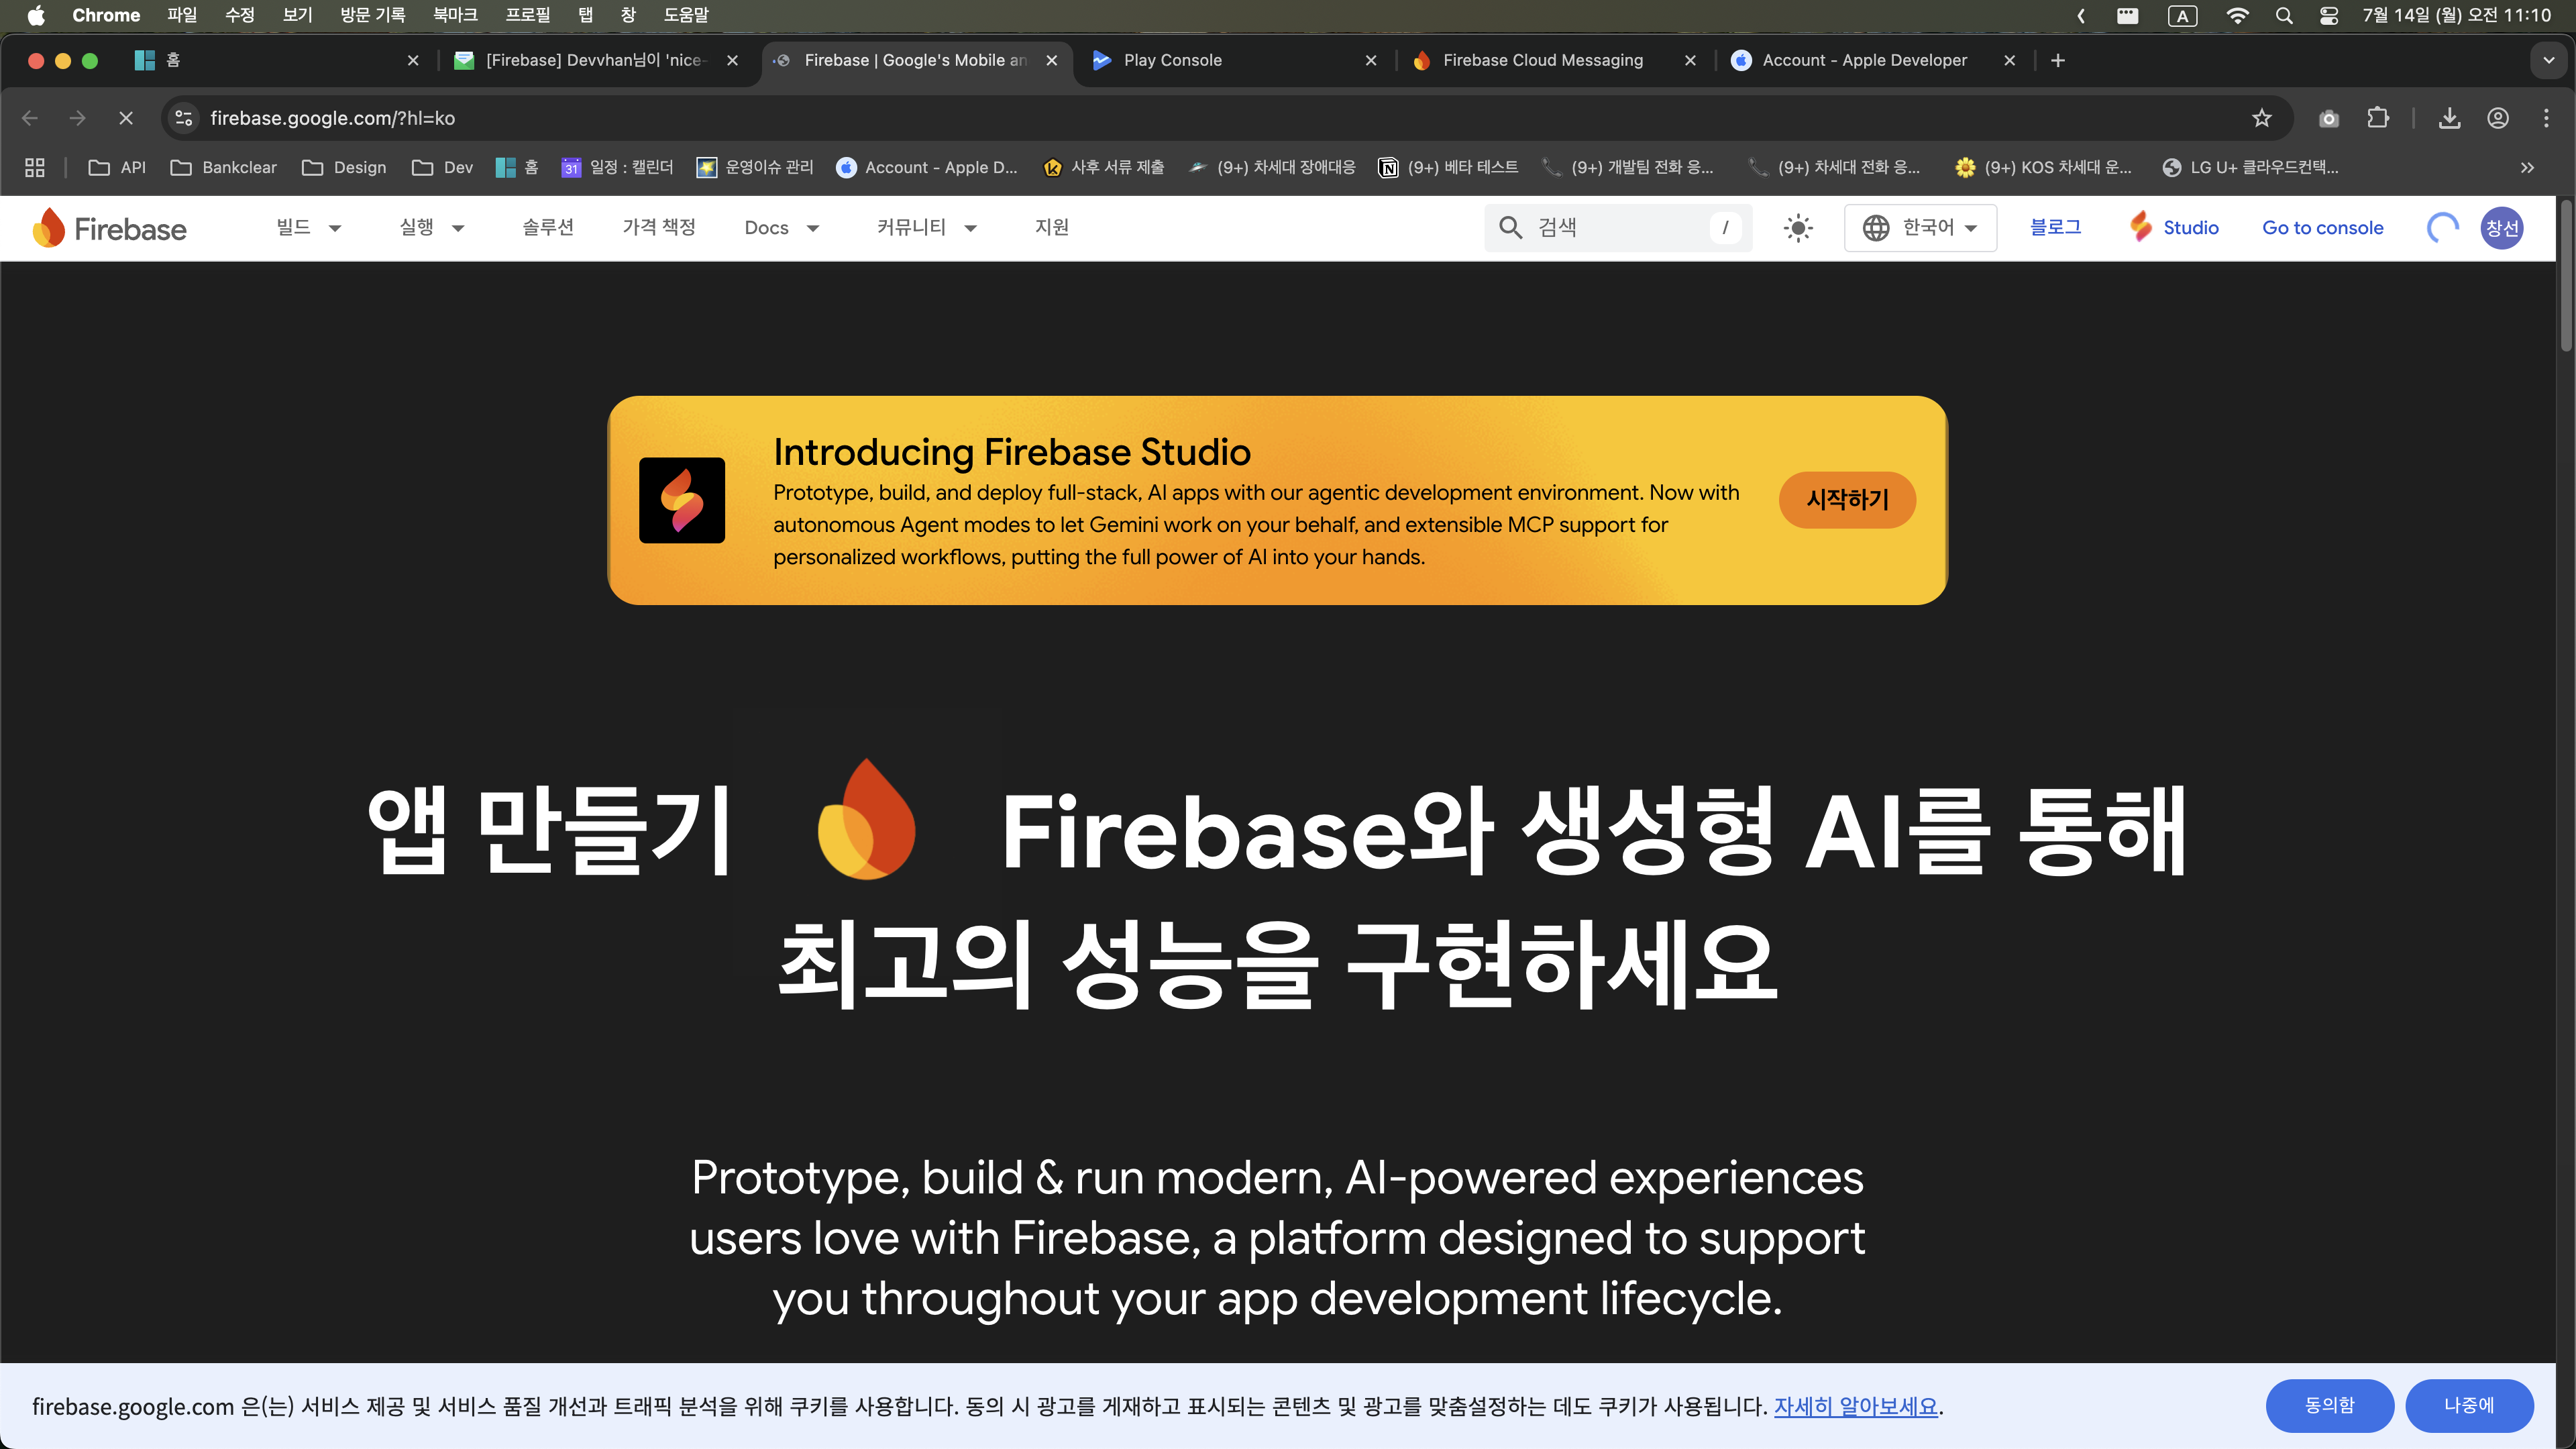 Chrome 파일 수정 보기 방문 기록 북마크 프로필 탭 창 도움말 A 7월 14일 (월) 오전 11:10
홈 [Firebase] Devvhan님이 'nice- Firebase | Google's Mobile an Play Console Firebase Cloud Messaging Account - Apple Developer
firebase.google.com/?hl=ko
API Bankclear Design Dev 홈 31 일정 : 캘린더 운영이슈 관리 Account - Apple D... 사후 서류 제출 (9+) 차세대 장애대응 (9+) 베타 테스트 (9+) 개발팀 전화 응... (9+) 차세대 전화 응... (9+) KOS 차세대 운... LG U+ 클라우드컨택...
Firebase 빌드 실행 솔루션 가격 책정 Docs 커뮤니티 지원 검색 / 한국어 블로그 Studio Go to console 창선
Introducing Firebase Studio
Prototype, build, and deploy full-stack, AI apps with our agentic development environment. Now with
autonomous Agent modes to let Gemini work on your behalf, and extensible MCP support for
personalized workflows, putting the full power of AI into your hands.
시작하기
앱 만들기 Firebase와 생성형 AI를 통해
최고의 성능을 구현하세요
Prototype, build & run modern, AI-powered experiences
users love with Firebase, a platform designed to support
you throughout your app development lifecycle.
firebase.google.com 은(는) 서비스 제공 및 서비스 품질 개선과 트래픽 분석을 위해 쿠키를 사용합니다. 동의 시 광고를 게재하고 표시되는 콘텐츠 및 광고를 맞춤설정하는 데도 쿠키가 사용됩니다. 자세히 알아보세요.
동의함 나중에